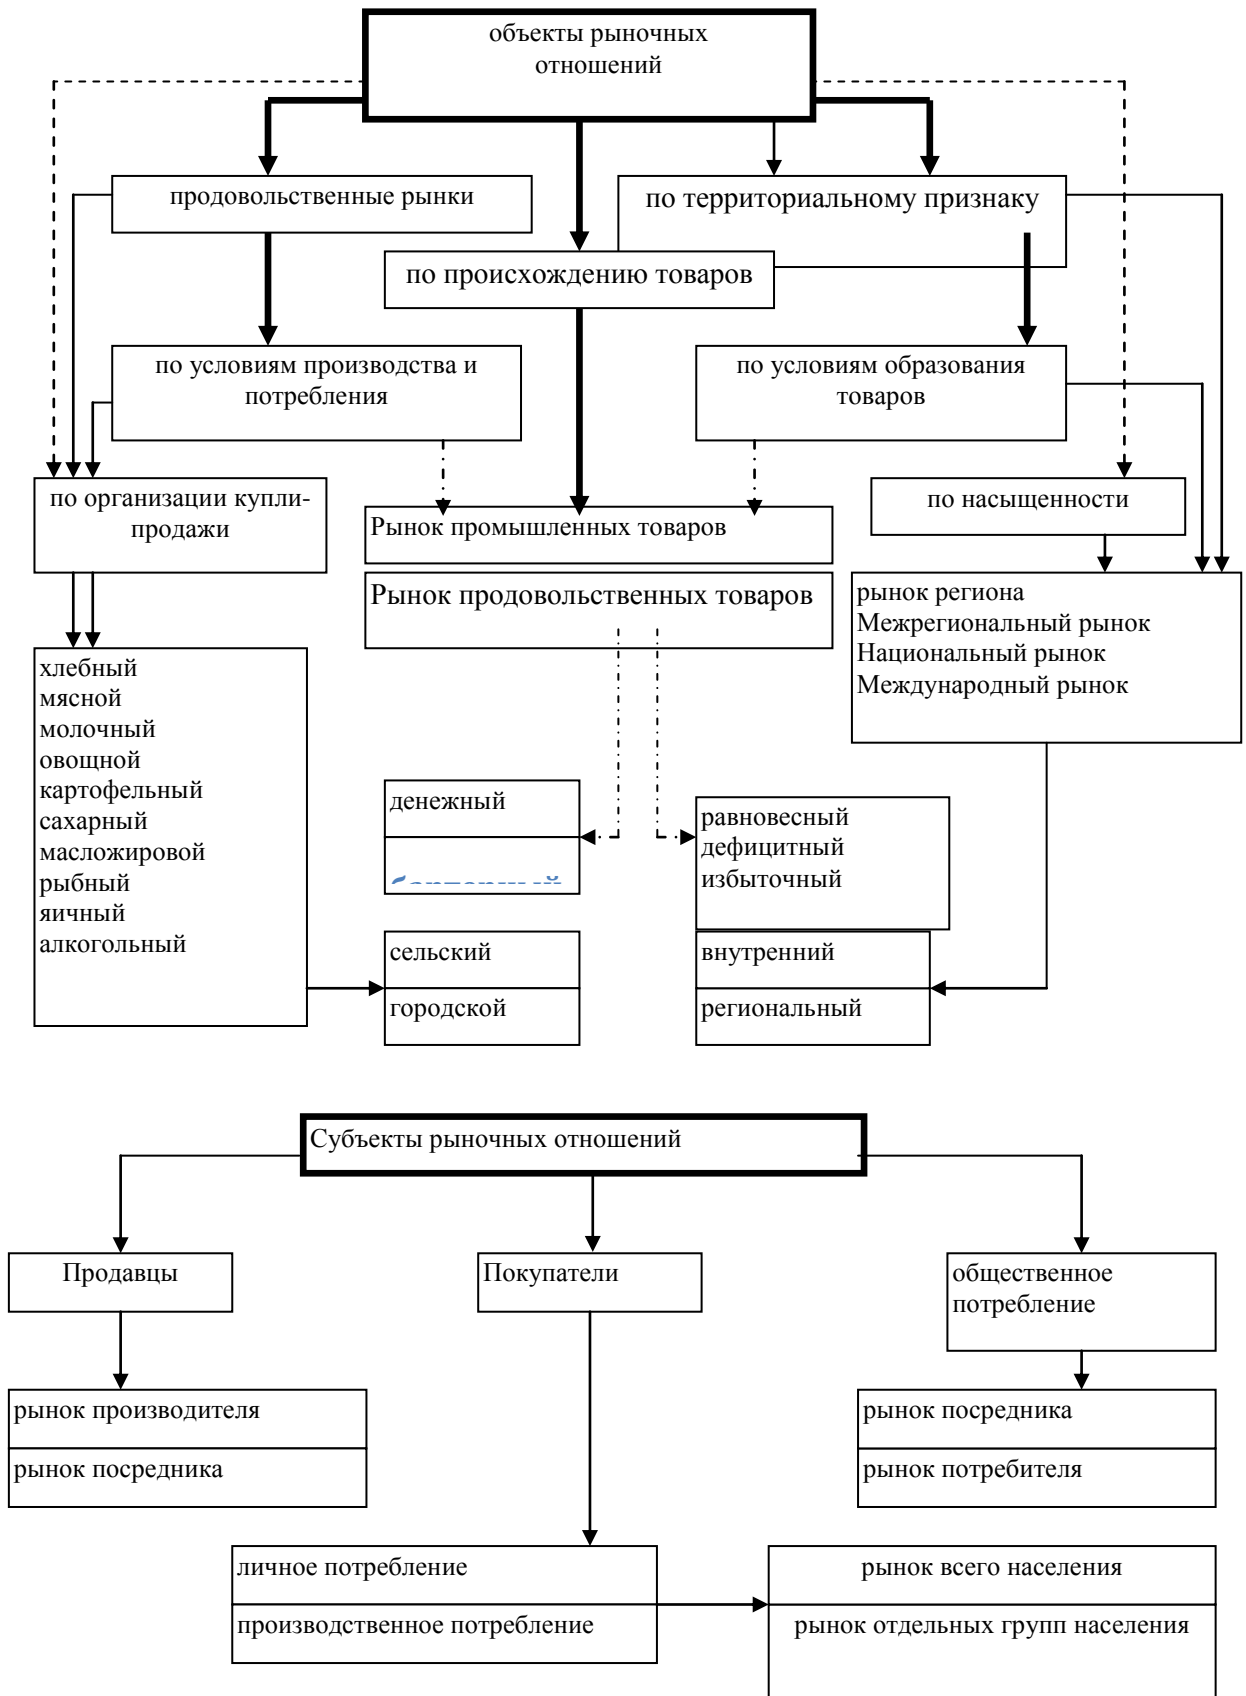 объекты рыночных
отношений
продовольственные рынки
по территориальному признаку
по происхождению товаров
по условиям производства и
потребления
по условиям образования
товаров
по организации купли-
продажи
Рынок промышленных товаров
по насыщенности
Рынок продовольственных товаров
рынок региона
Межрегиональный рынок
Национальный рынок
Международный рынок
хлебный
мясной
молочный
овощной
картофельный
сахарный
масложировой
рыбный
яичный
алкогольный
денежный
равновесный
дефицитный
избыточный
сельский
городской
внутренний
региональный
Субъекты рыночных отношений
Продавцы
Покупатели
общественное
потребление
рынок производителя
рынок посредника
рынок посредника
рынок потребителя
личное потребление
производственное потребление
рынок всего населения
рынок отдельных групп населения